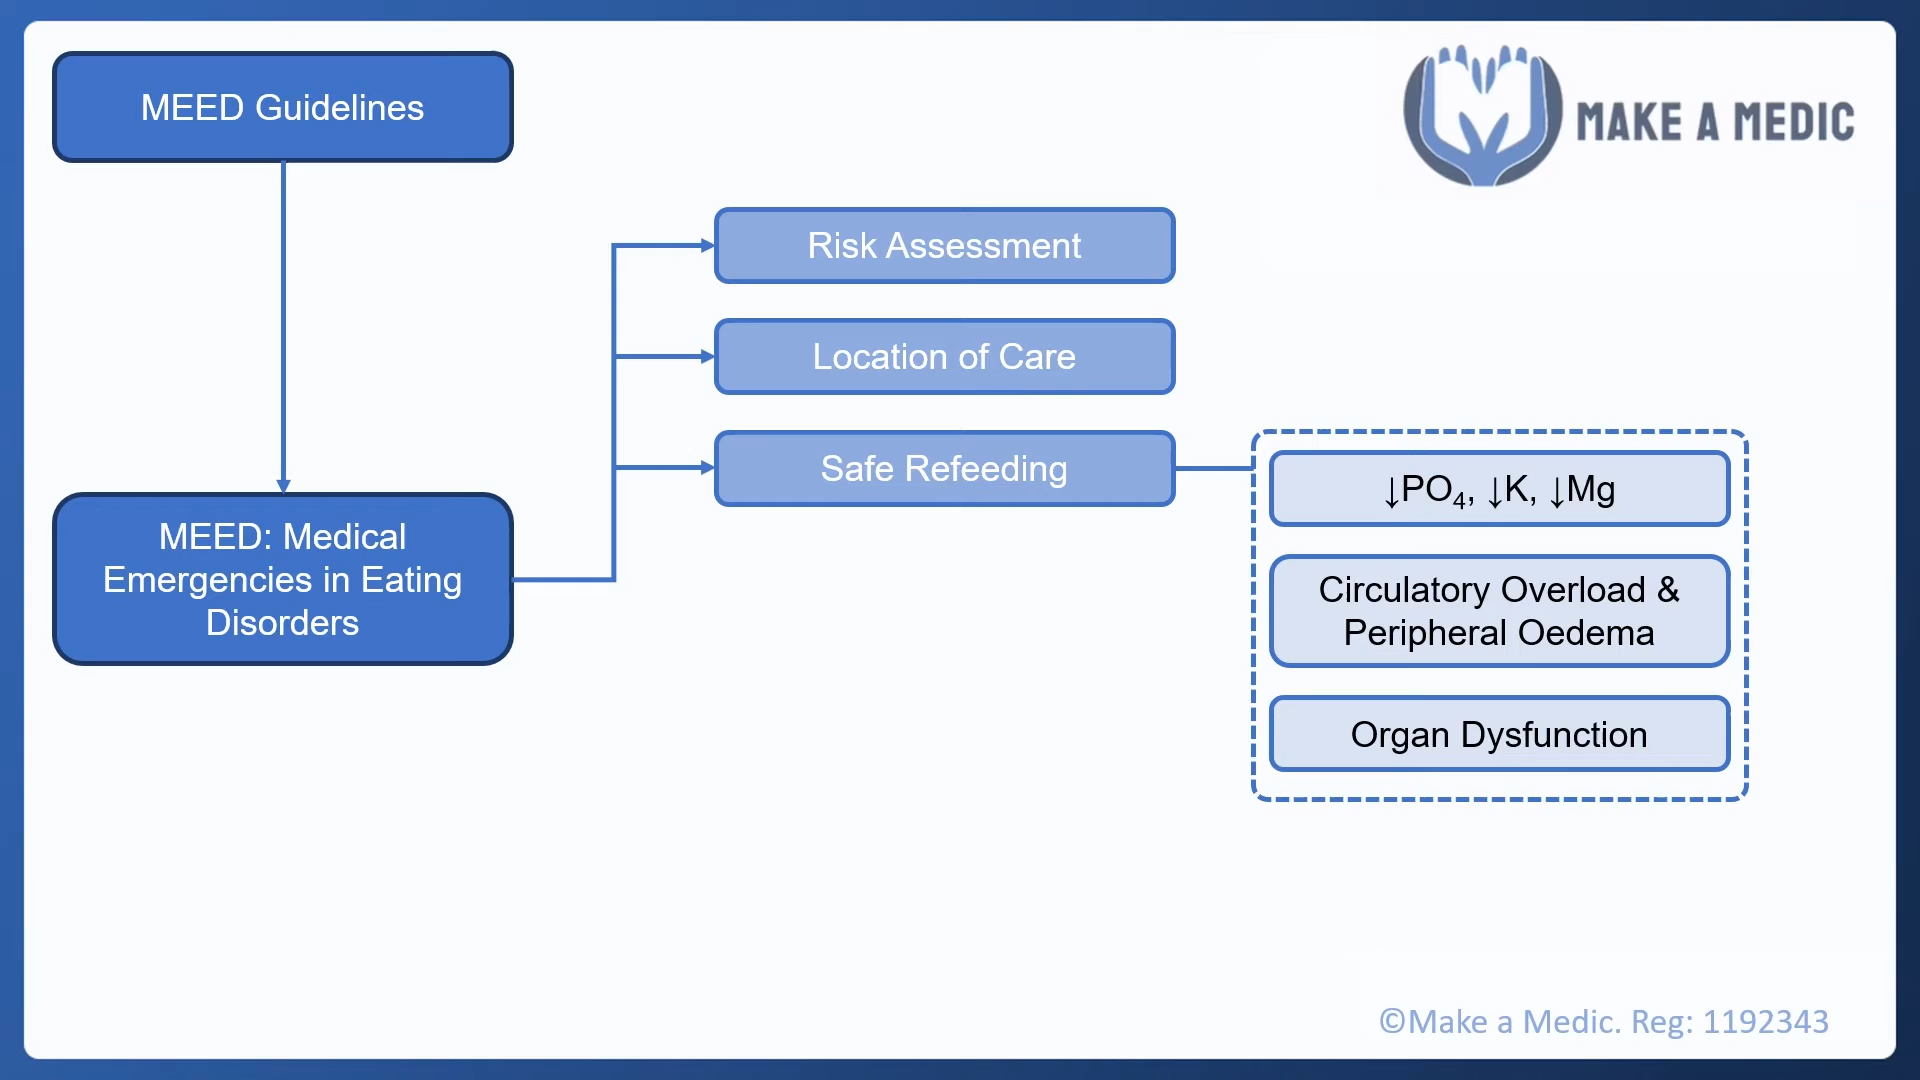 MEED Guidelines
MAKE A MEDIC
Risk Assessment
Location of Care
Safe Refeeding
↓PO₄, ↓K, ↓Mg
MEED: Medical
Emergencies in Eating
Disorders
Circulatory Overload &
Peripheral Oedema
Organ Dysfunction
©Make a Medic. Reg: 1192343